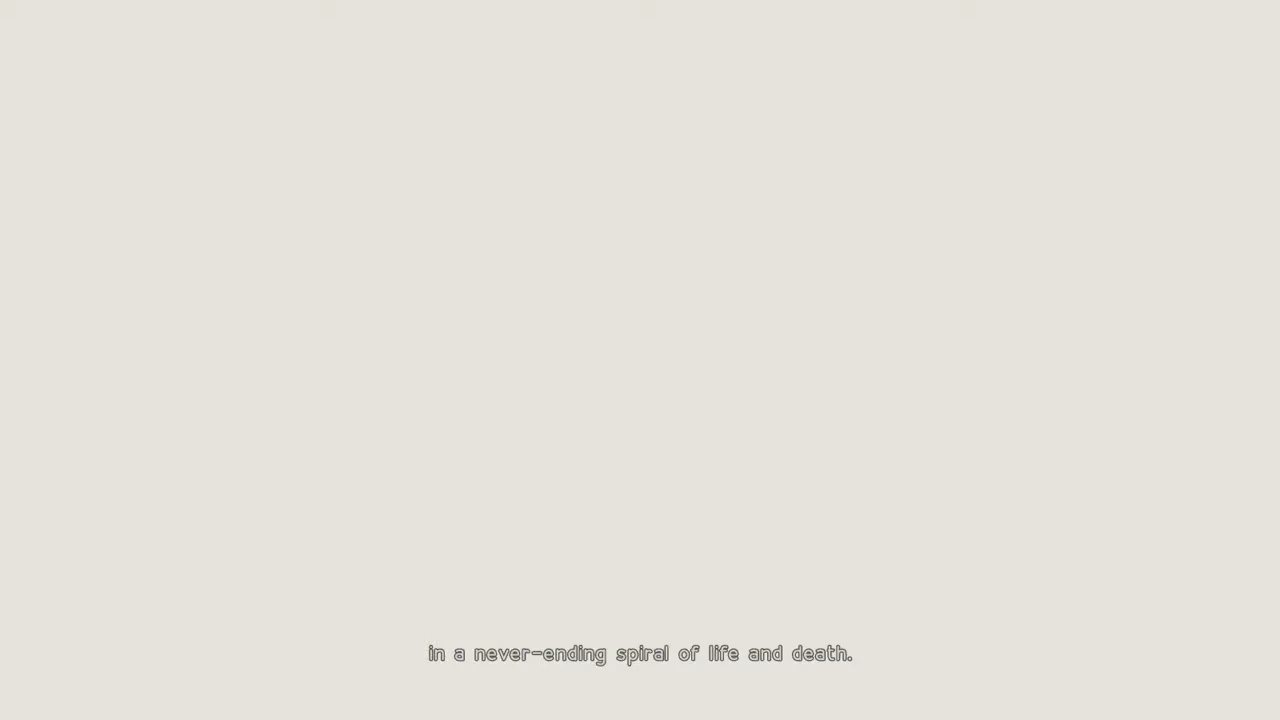 in a never-ending spiral of life and death.